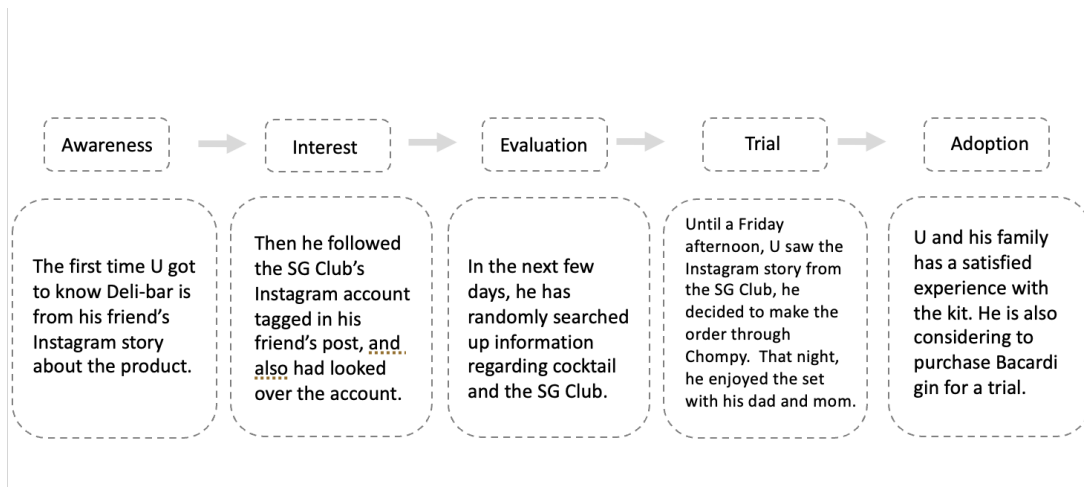 Awareness
Interest
Evaluation
Trial
Adoption
The first time U got
to know Deli-bar is
from his friend's
Instagram story
about the product.
Then he followed
the SG Club's
Instagram account
tagged in his
friend's post, and
also had looked
over the account.
In the next few
days, he has
randomly searched
up information
regarding cocktail
and the SG Club.
Until a Friday
afternoon, U saw the
Instagram story from
the SG Club, he
decided to make the
order through
Chompy.  That night,
he enjoyed the set
with his dad and mom.
U and his family
has a satisfied
experience with
the kit. He is also
considering to
purchase Bacardi
gin for a trial.